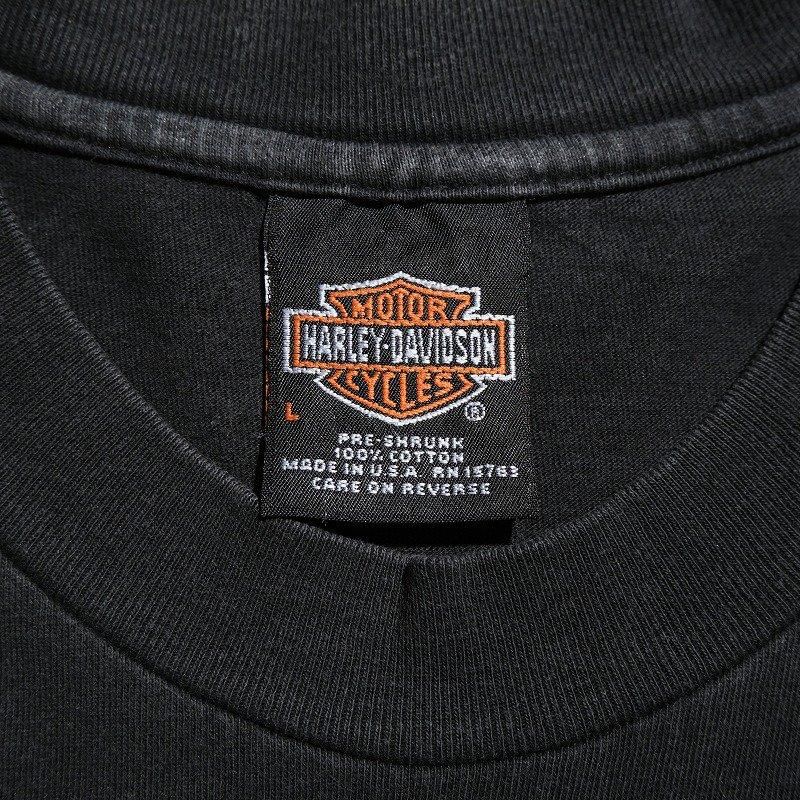 MOTOR
HARLEY-DAVIDSON
CYCLES
L
®
PRE-SHRUNK
100% COTTON
MADE IN U.S.A. RN 15763
CARE ON REVERSE